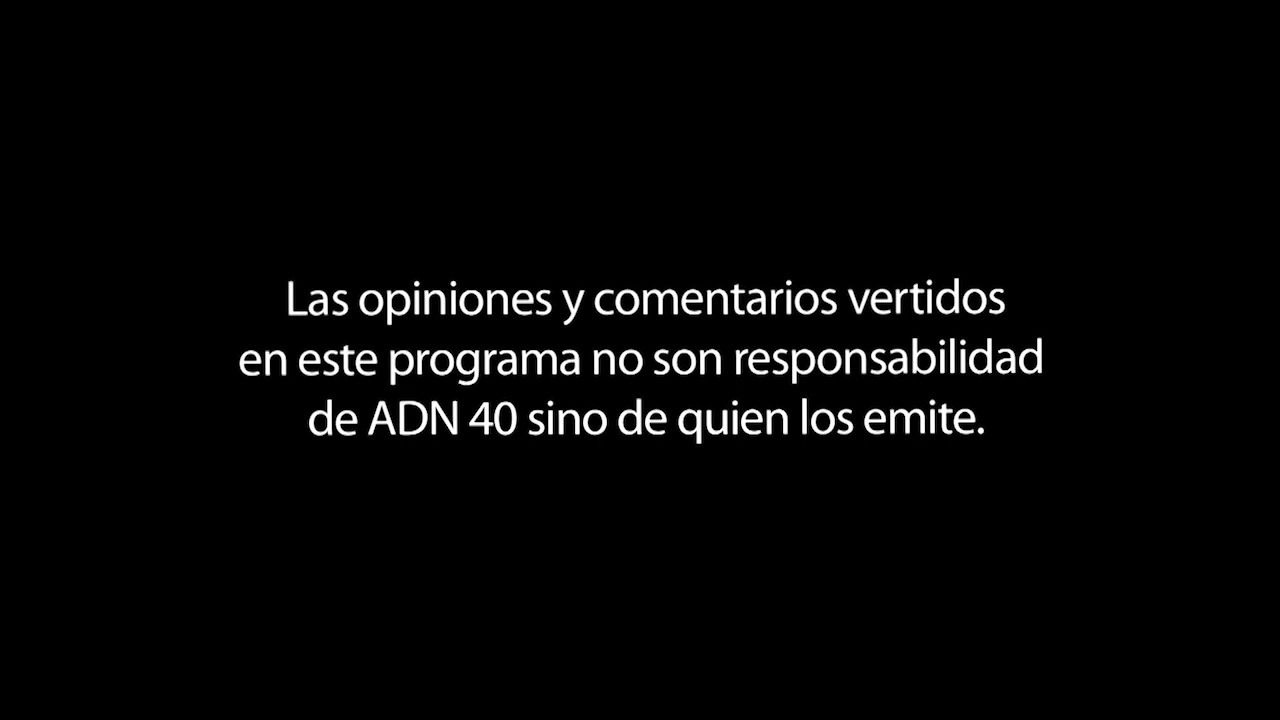 Las opiniones y comentarios vertidos
en este programa no son responsabilidad
de ADN 40 sino de quien los emite.